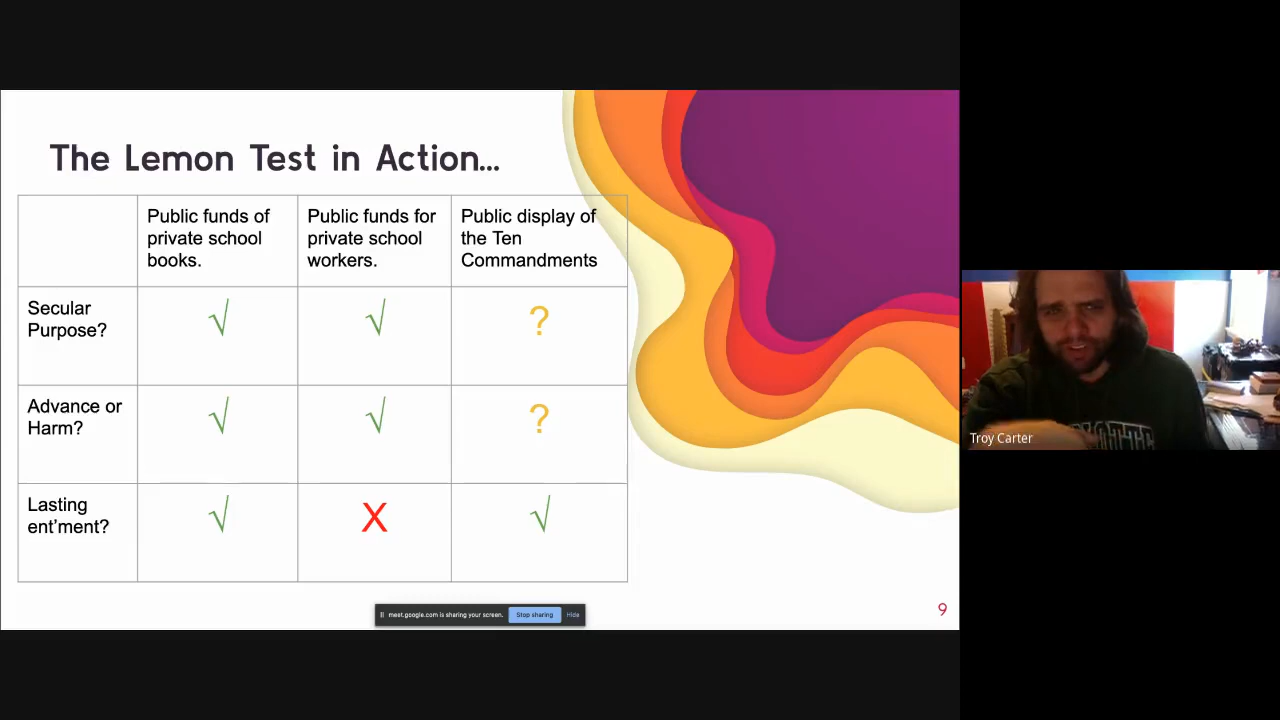 The Lemon Test in Action...
Public funds of
private school
books.
Public funds for
private school
workers.
Public display of
the Ten
Commandments
Secular
Purpose?
√
√
?
Advance or
Harm?
√
√
?
Lasting
ent'ment?
√
X
√
meet.google.com is sharing your screen.
Stop sharing
Hide
9
Troy Carter